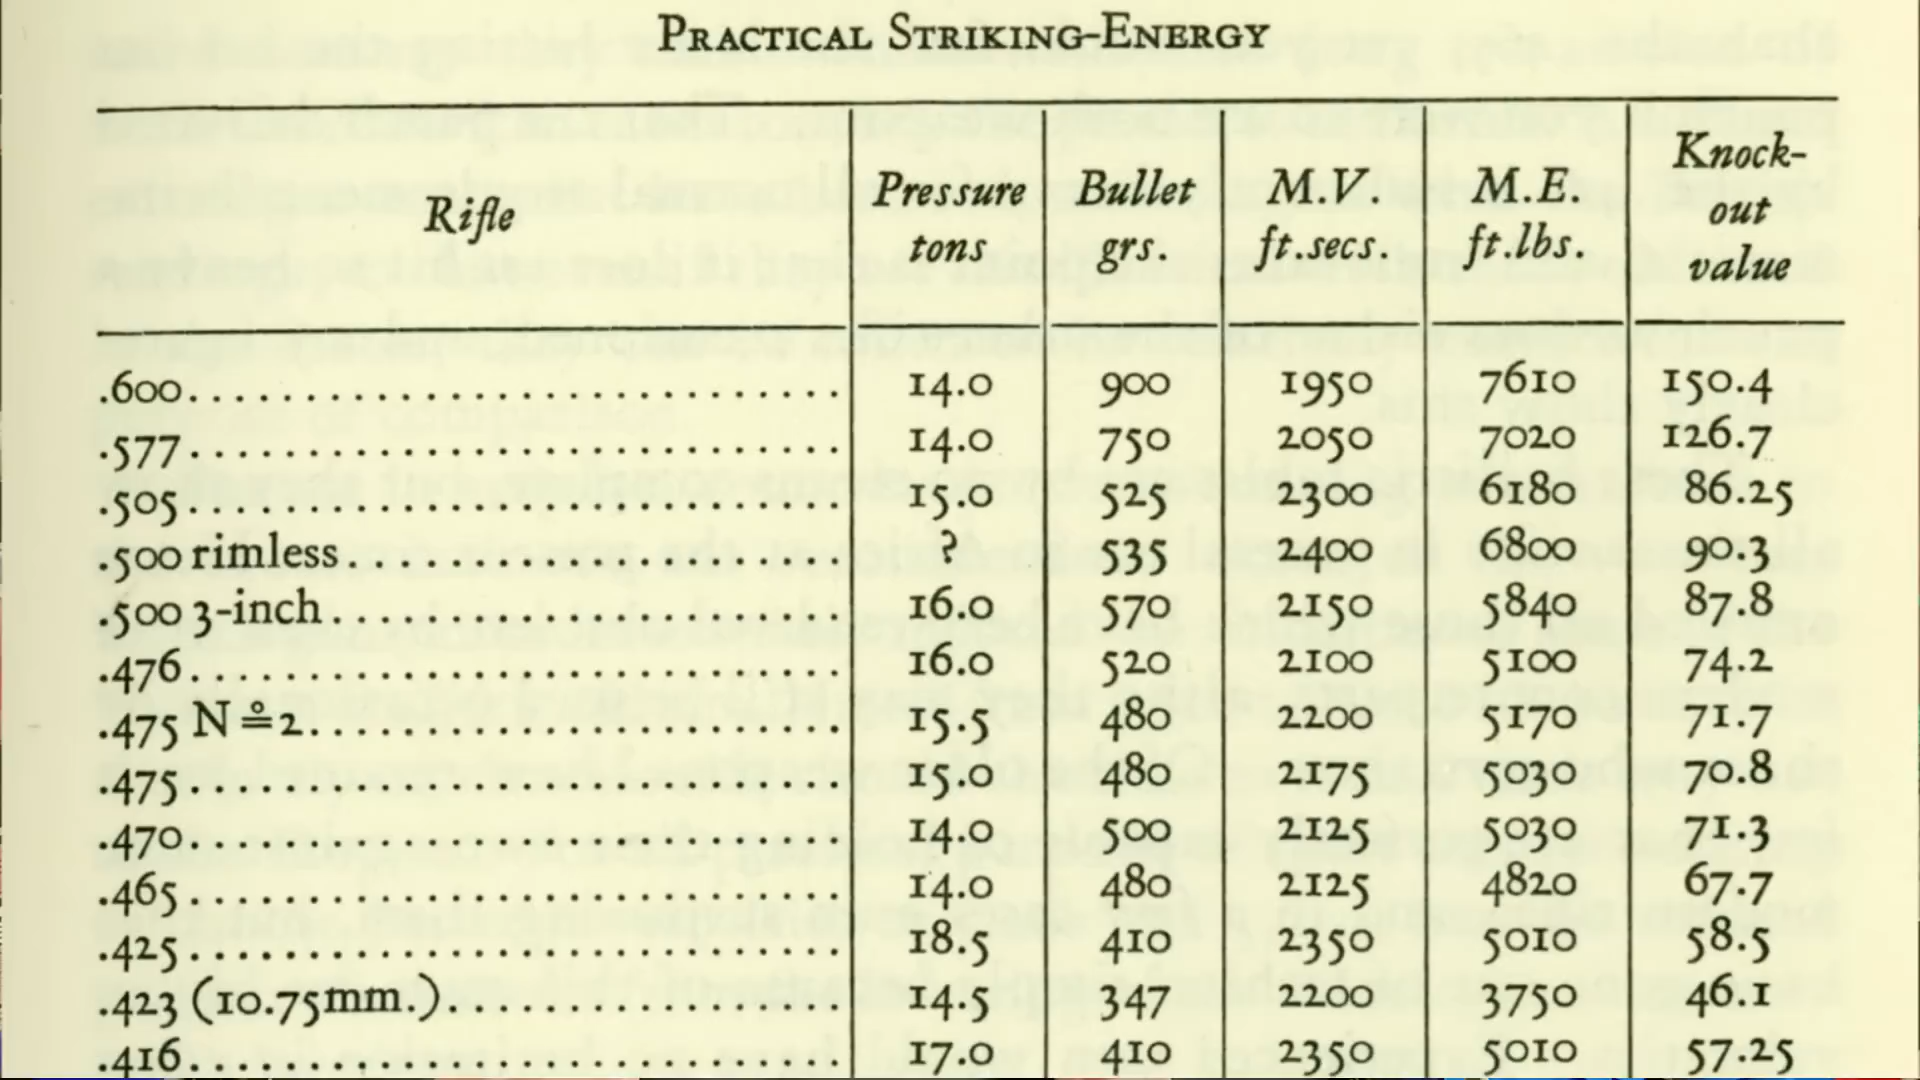 PRACTICAL STRIKING-ENERGY
Rifle Pressure tons Bullet grs. M.V. ft.secs. M.E. ft.lbs. Knock-out value
.600 14.0 900 1950 7610 150.4
.577 14.0 750 2050 7020 126.7
.505 15.0 525 2300 6180 86.25
.500 rimless ? 535 2400 6800 90.3
.500 3-inch 16.0 570 2150 5840 87.8
.476 16.0 520 2100 5100 74.2
.475 Nº2 15.5 480 2200 5170 71.7
.475 15.0 480 2175 5030 70.8
.470 14.0 500 2125 5030 71.3
.465 14.0 480 2125 4820 67.7
.425 18.5 410 2350 5010 58.5
.423 (10.75mm.) 14.5 347 2200 3750 46.1
.416 17.0 410 2350 5010 57.25